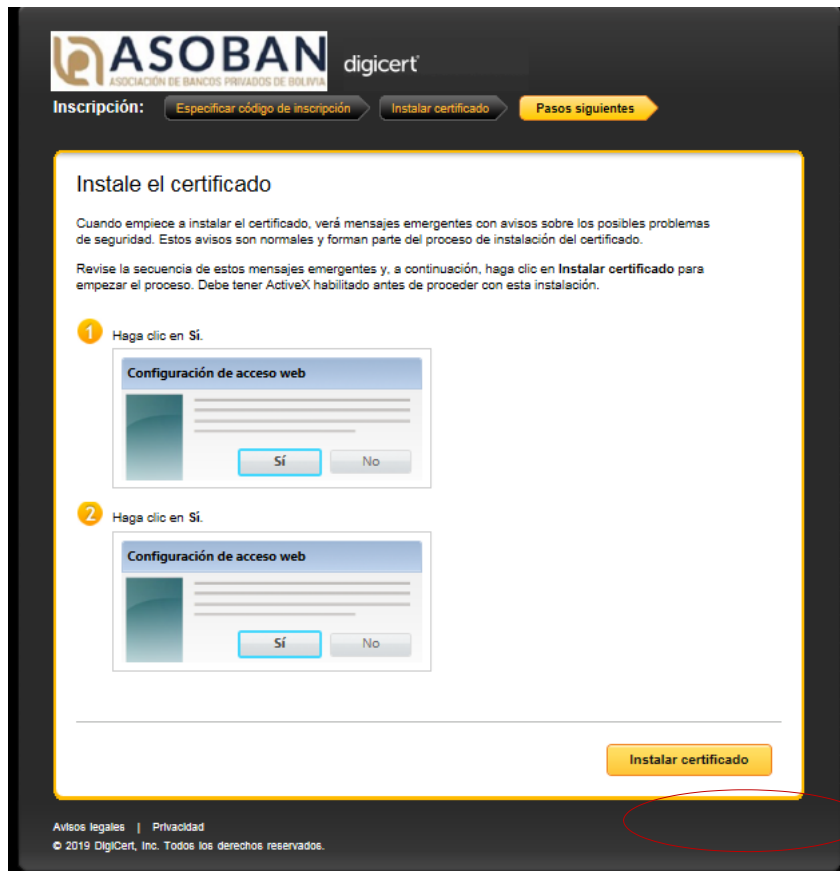 ASOBAN
ASOCIACIÓN DE BANCOS PRIVADOS DE BOLIVIA
digicert
Inscripción: Especificar código de inscripción Instalar certificado Pasos siguientes
Instale el certificado
Cuando empiece a instalar el certificado, verá mensajes emergentes con avisos sobre los posibles problemas
de seguridad. Estos avisos son normales y forman parte del proceso de instalación del certificado.
Revise la secuencia de estos mensajes emergentes y, a continuación, haga clic en Instalar certificado para
empezar el proceso. Debe tener ActiveX habilitado antes de proceder con esta instalación.
1 Haga clic en Sí.
Configuración de acceso web
Sí No
2 Haga clic en Sí.
Configuración de acceso web
Sí No
Instalar certificado
Avisos legales | Privacidad
© 2019 DigiCert, Inc. Todos los derechos reservados.